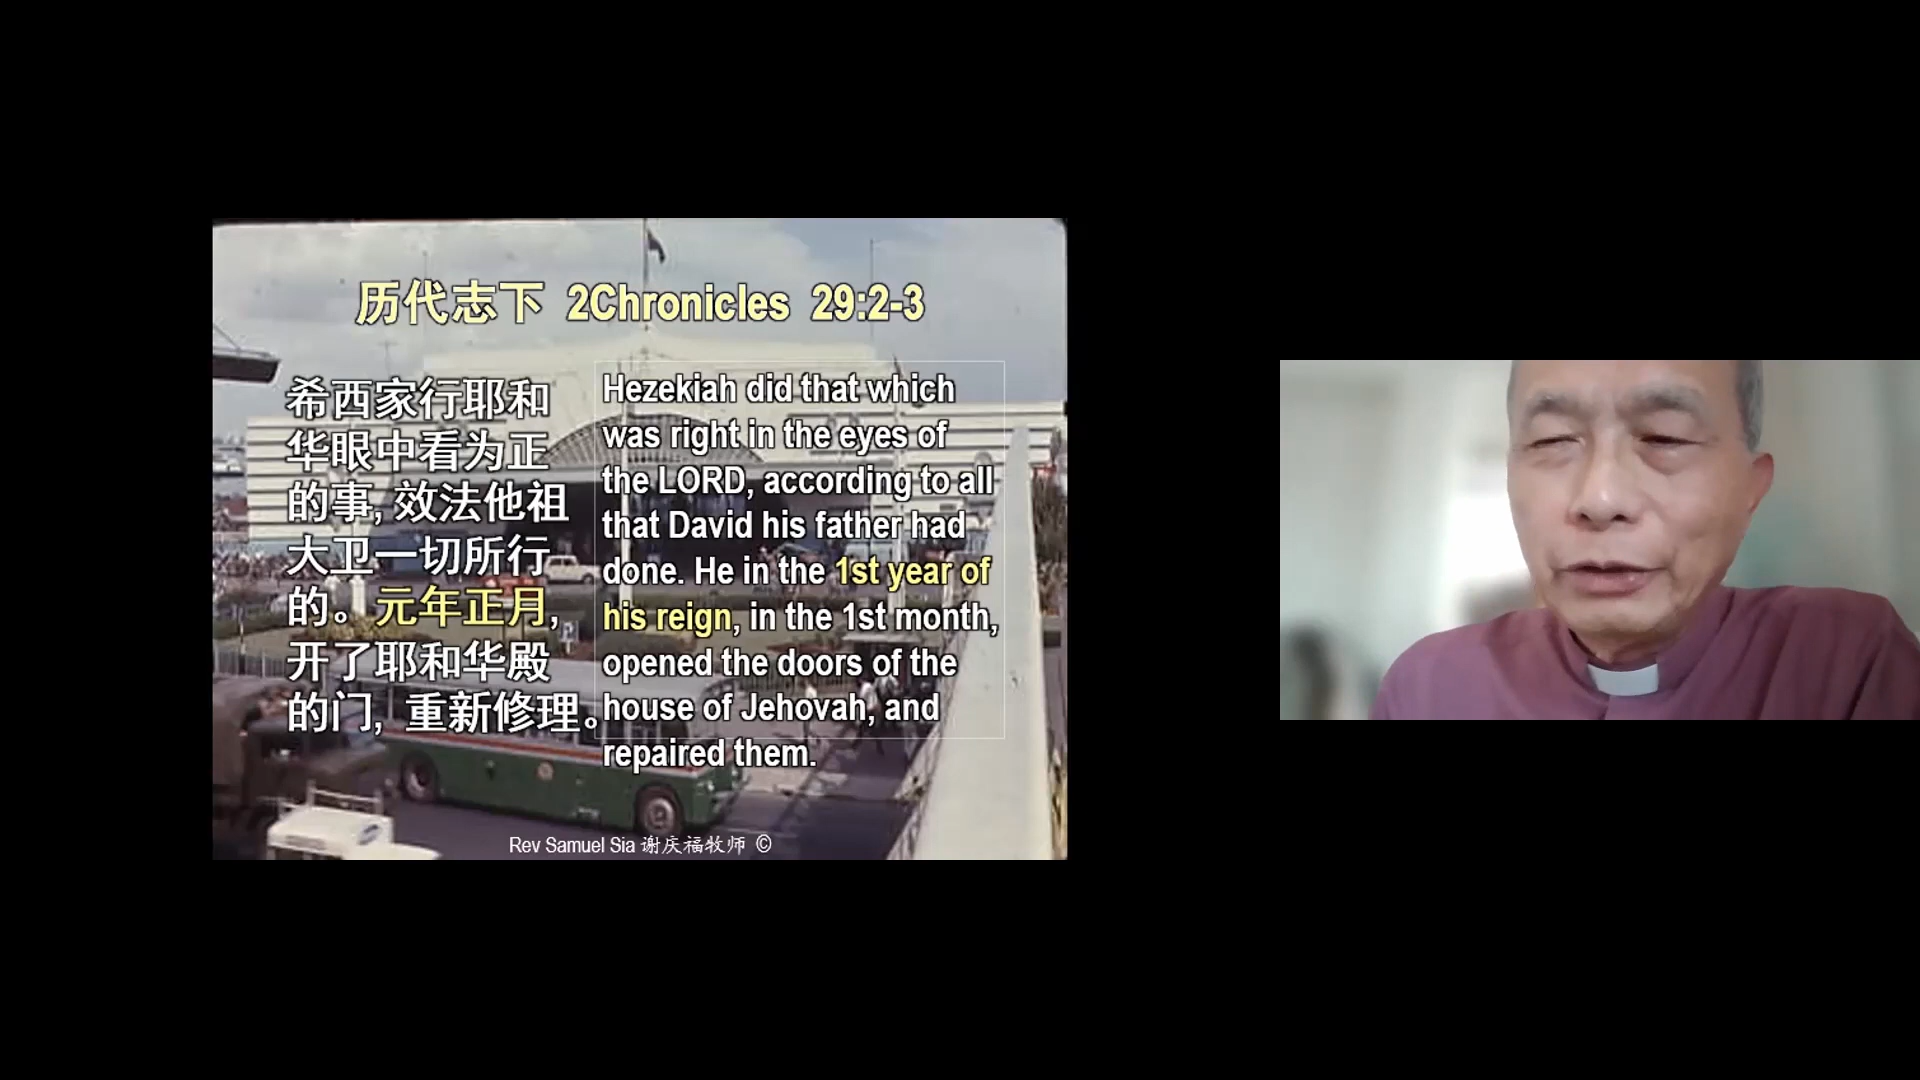 历代志下 2Chronicles 29:2-3
希西家行耶和
华眼中看为正
的事, 效法他祖
大卫一切所行
的。元年正月,
开了耶和华殿
的门, 重新修理。
Hezekiah did that which
was right in the eyes of
the LORD, according to all
that David his father had
done. He in the 1st year of
his reign, in the 1st month,
opened the doors of the
house of Jehovah, and
repaired them.
Rev Samuel Sia 谢庆福牧师 ©